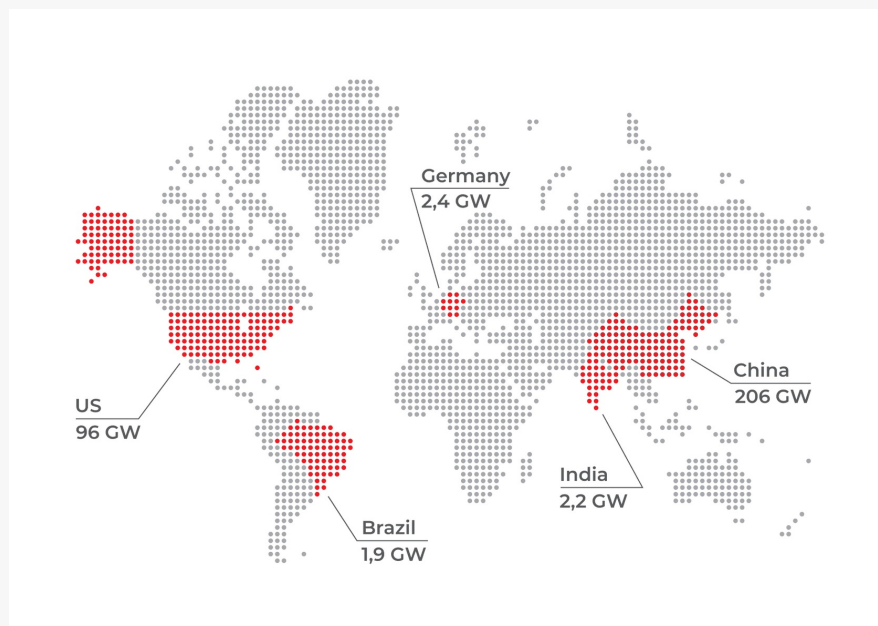 Germany
2,4 GW
China
206 GW
US
96 GW
India
2,2 GW
Brazil
1,9 GW